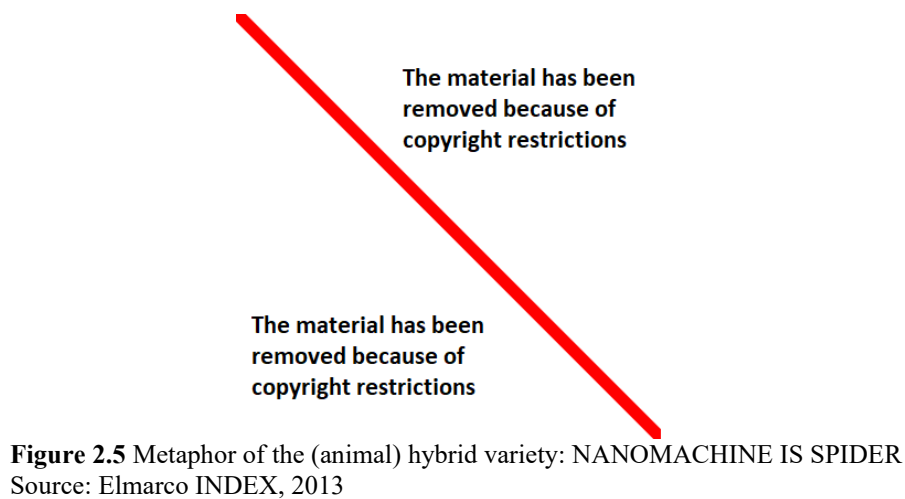 The material has been
removed because of
copyright restrictions
The material has been
removed because of
copyright restrictions
Figure 2.5 Metaphor of the (animal) hybrid variety: NANOMACHINE IS SPIDER
Source: Elmarco INDEX, 2013